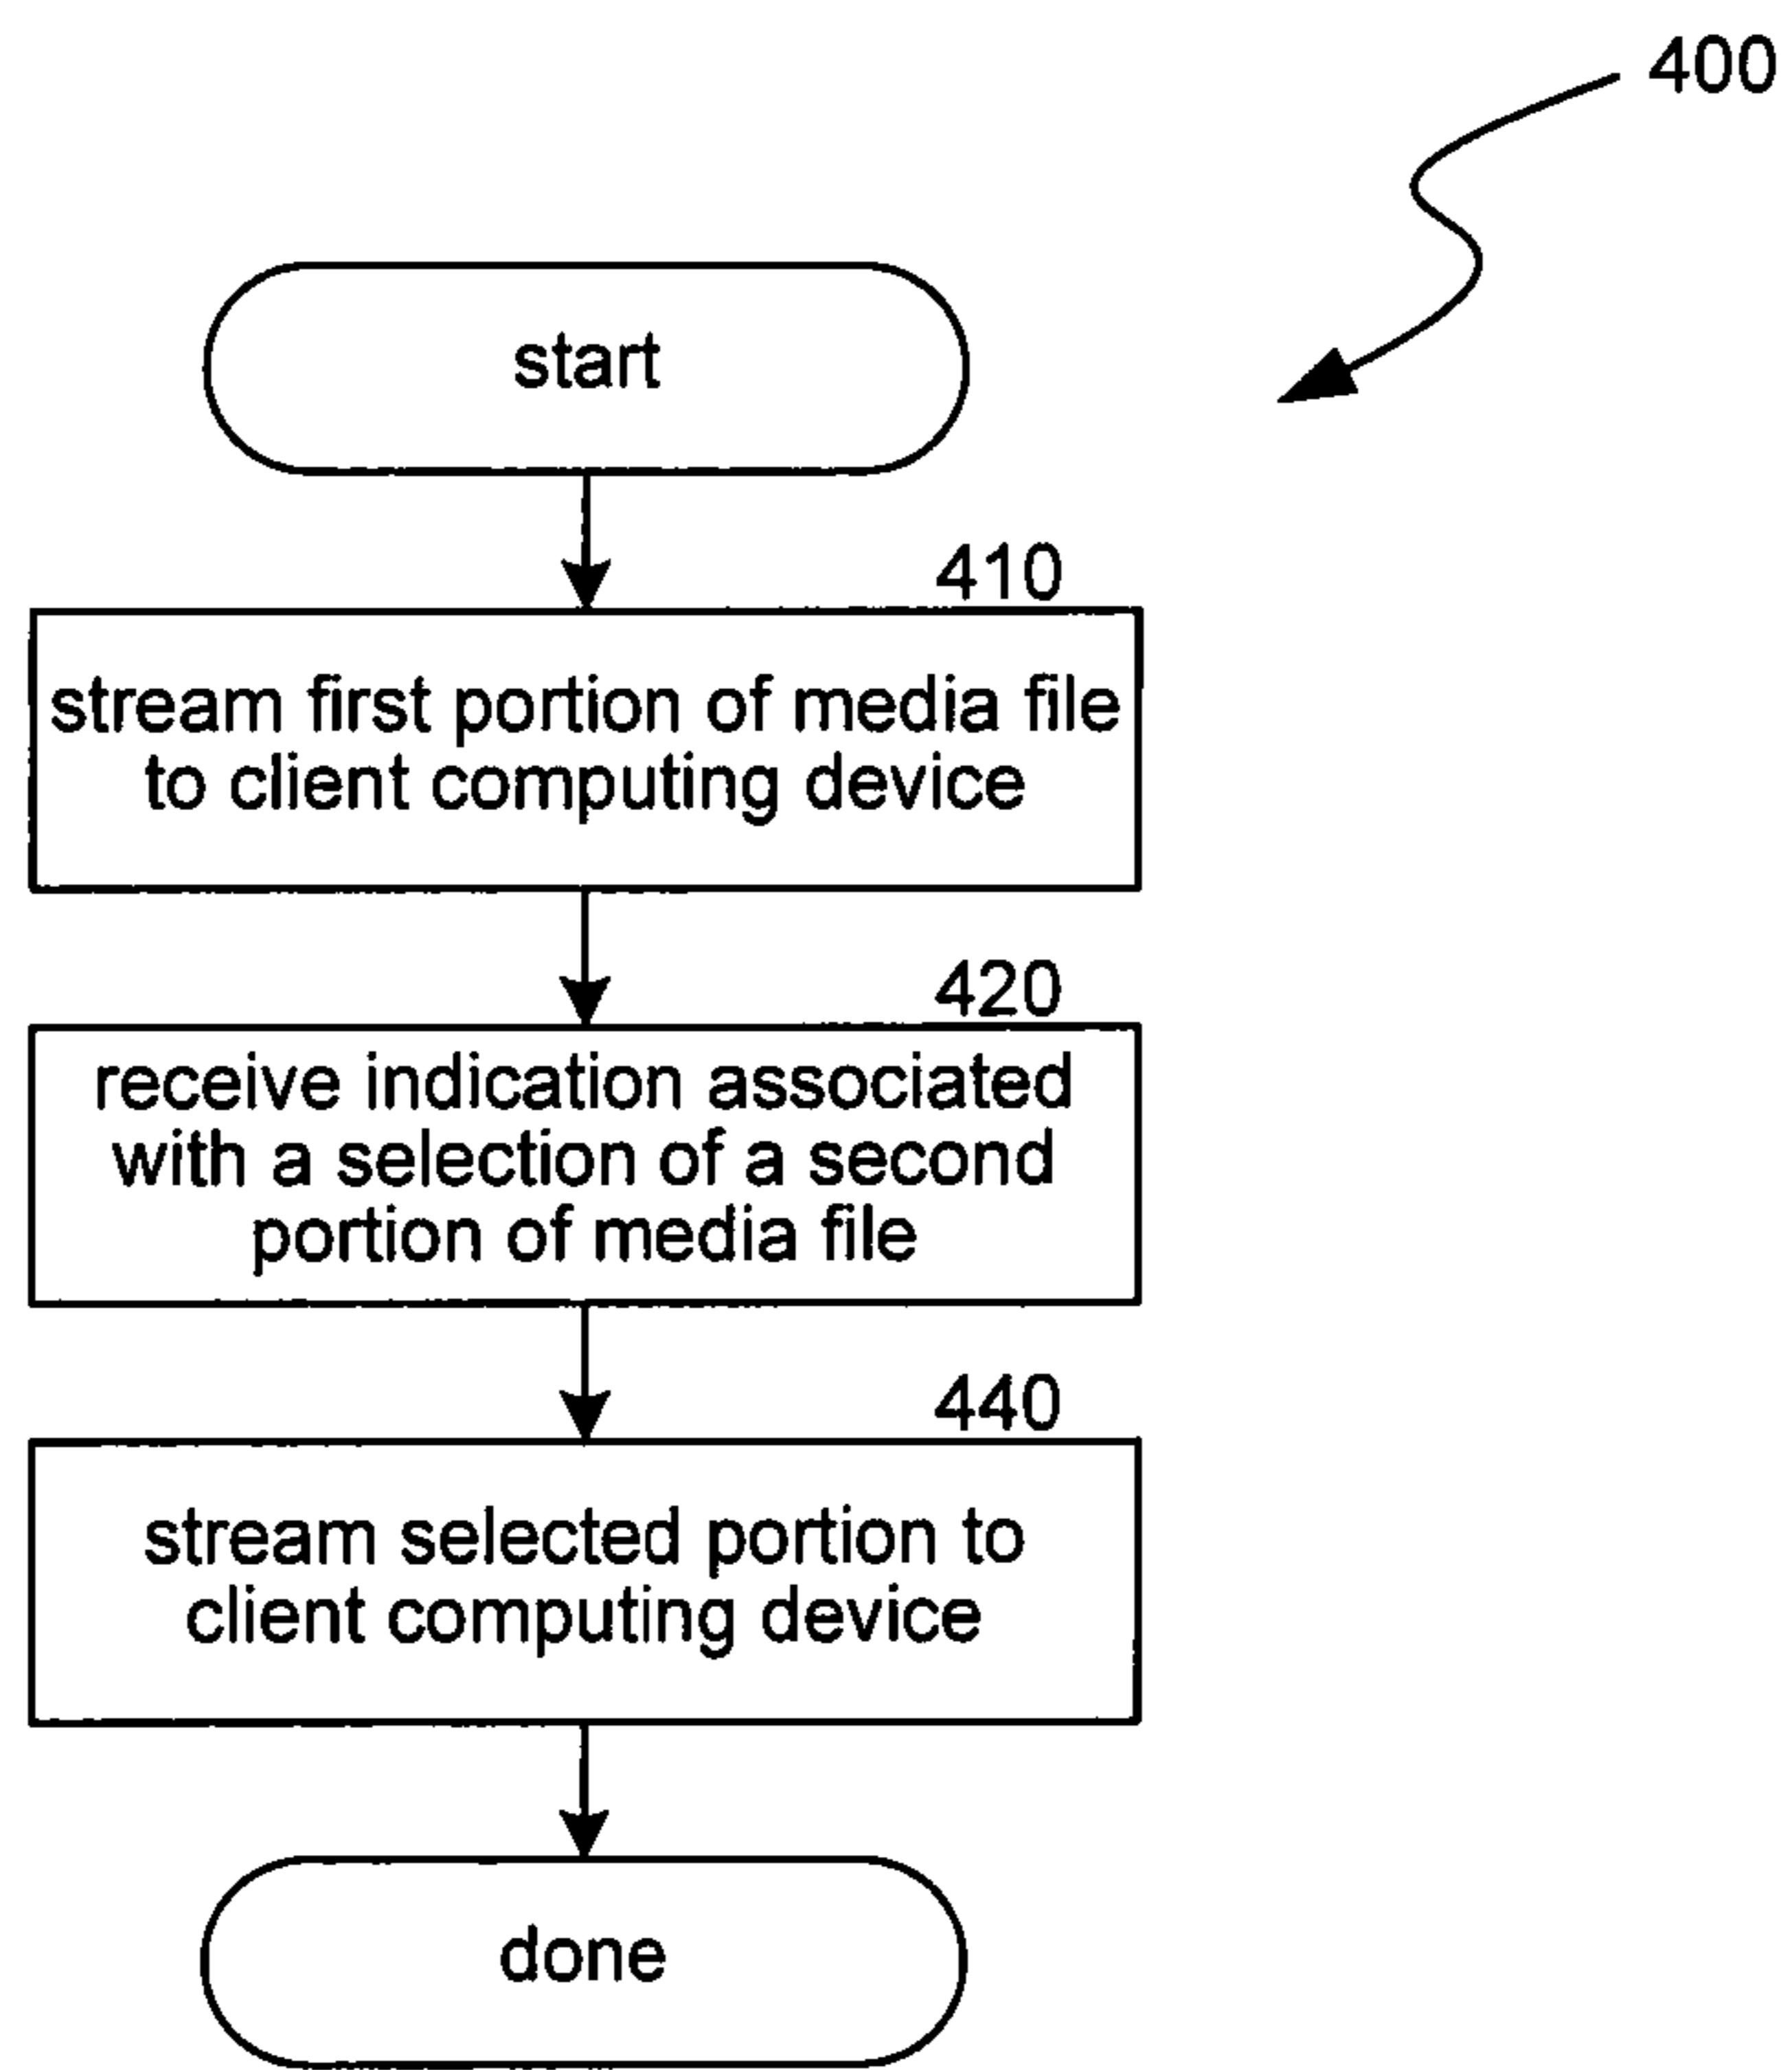 400
start
410
stream first portion of media file
to client computing device
420
receive indication associated
with a selection of a second
portion of media file
440
stream selected portion to
client computing device
done